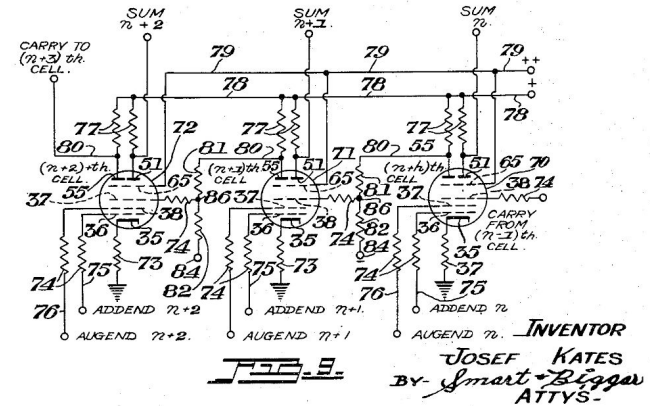 SUM
n+2
SUM
n+1
SUM
n
CARRY TO
(n+3)th.
CELL.
79
79
79
++
+
78
78
78
77
77
77
80
81
80
55
80
55
51
72
51
71
51
(n+2)+th
CELL
55
(n+1)th
CELL
(n+h)th
CELL
65
65
65
70
37
37
37
86
81
86
38
38
38
74
36
36
36
35
35
35
74
82
74
CARRY
FROM
(n-1)th.
CELL.
74
75
73
84
82
74
75
73
84
74
75
37
76
76
ADDEND n+2
ADDEND n+1.
ADDEND n
AUGEND n+2.
AUGEND n+1
AUGEND n.
FIG. 9.
INVENTOR
JOSEF KATES
BY- Smart & Biggar
ATTYS-